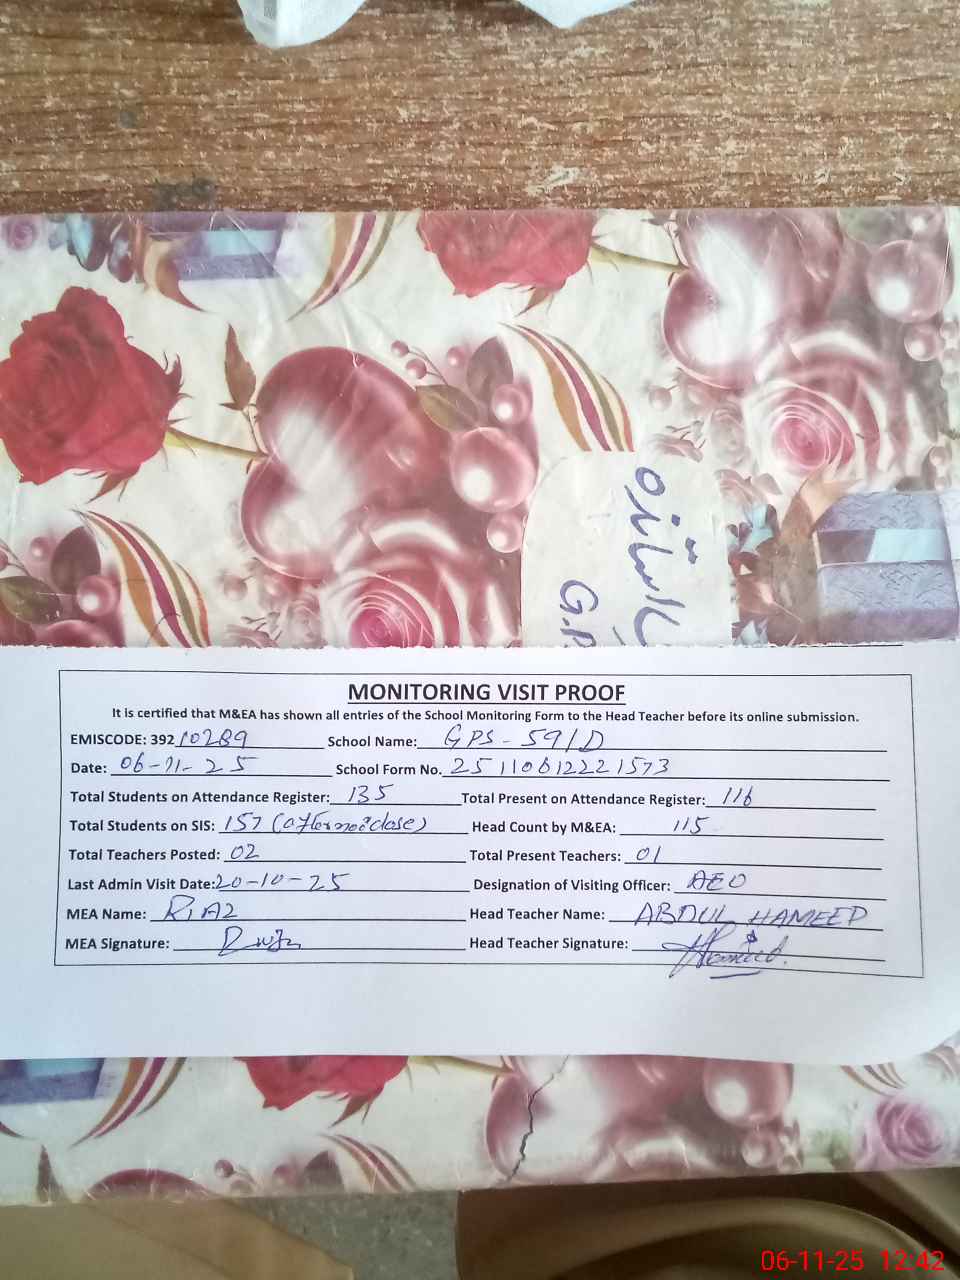 اساتذہ
G.P
MONITORING VISIT PROOF
It is certified that M&EA has shown all entries of the School Monitoring Form to the Head Teacher before its online submission.
EMISCODE: 392 10289 School Name: GPS - 591D
Date: 06-11-25 School Form No. 25110612221573
Total Students on Attendance Register: 135 Total Present on Attendance Register: 116
Total Students on SIS: 157 Head Count by M&EA: 115
Total Teachers Posted: 02 Total Present Teachers: 01
Last Admin Visit Date: 20-10-25 Designation of Visiting Officer: AEO
MEA Name: RIAZ Head Teacher Name: ABDUL HAMEED
MEA Signature: Head Teacher Signature: Hameed
06-11-25 12:42